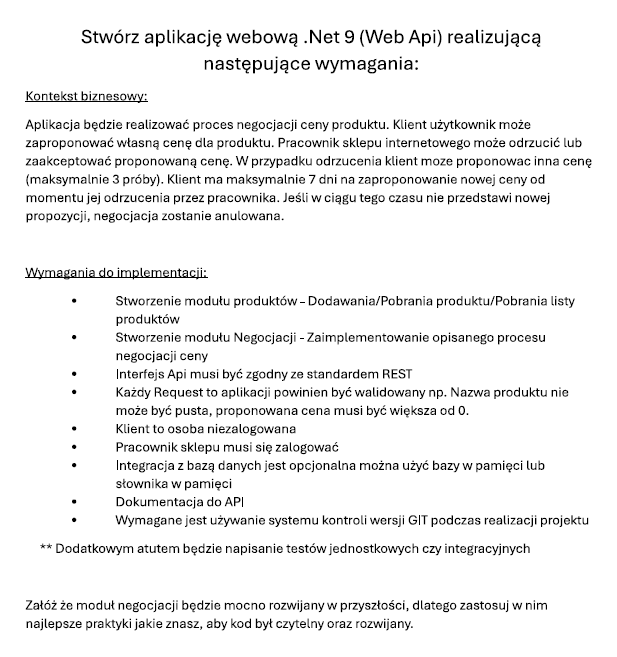 Stwórz aplikację webową .Net 9 (Web Api) realizującą
następujące wymagania:
Kontekst biznesowy:
Aplikacja będzie realizować proces negocjacji ceny produktu. Klient użytkownik może
zaproponować własną cenę dla produktu. Pracownik sklepu internetowego może odrzucić lub
zaakceptować proponowaną cenę. W przypadku odrzucenia klient moze proponowac inna cenę
(maksymalnie 3 próby). Klient ma maksymalnie 7 dni na zaproponowanie nowej ceny od
momentu jej odrzucenia przez pracownika. Jeśli w ciągu tego czasu nie przedstawi nowej
propozycji, negocjacja zostanie anulowana.
Wymagania do implementacji:
• Stworzenie modułu produktów – Dodawania/Pobrania produktu/Pobrania listy
produktów
• Stworzenie modułu Negocjacji - Zaimplementowanie opisanego procesu
negocjacji ceny
• Interfejs Api musi być zgodny ze standardem REST
• Każdy Request to aplikacji powinien być walidowany np. Nazwa produktu nie
może być pusta, proponowana cena musi być większa od 0.
• Klient to osoba niezalogowana
• Pracownik sklepu musi się zalogować
• Integracja z bazą danych jest opcjonalna można użyć bazy w pamięci lub
słownika w pamięci
• Dokumentacja do API
• Wymagane jest używanie systemu kontroli wersji GIT podczas realizacji projektu
** Dodatkowym atutem będzie napisanie testów jednostkowych czy integracyjnych
Załóż że moduł negocjacji będzie mocno rozwijany w przyszłości, dlatego zastosuj w nim
najlepsze praktyki jakie znasz, aby kod był czytelny oraz rozwijany.